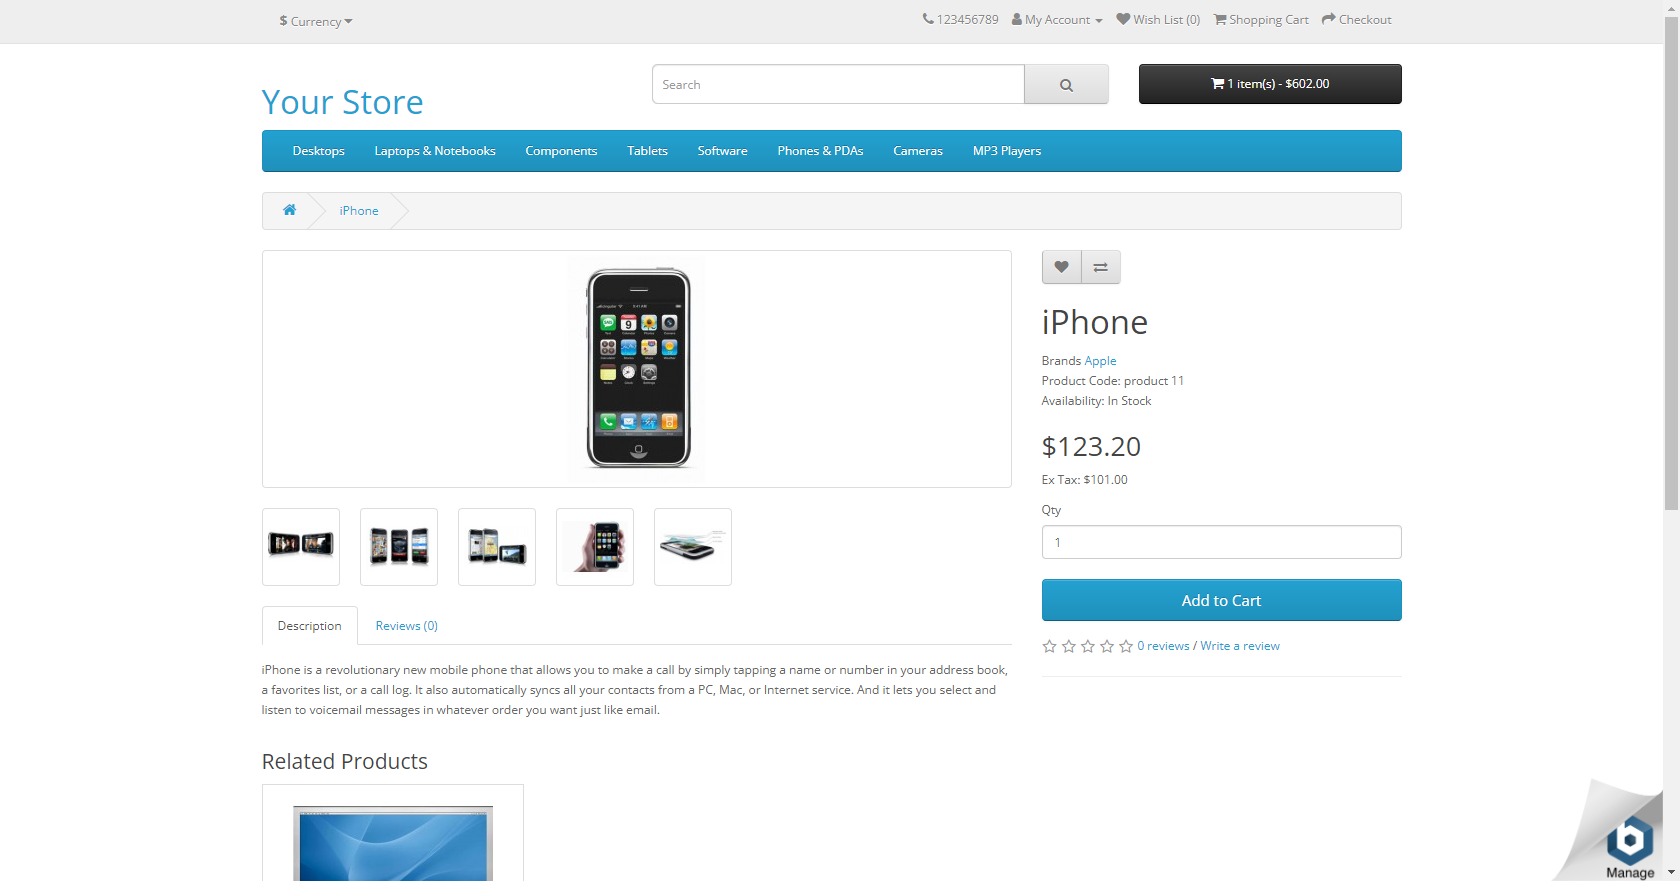 $ Currency
123456789 My Account Wish List (0) Shopping Cart Checkout
Your Store
Search
1 item(s) - $602.00
Desktops Laptops & Notebooks Components Tablets Software Phones & PDAs Cameras MP3 Players
iPhone
iPhone
Brands Apple
Product Code: product 11
Availability: In Stock
$123.20
Ex Tax: $101.00
Qty
1
Add to Cart
0 reviews / Write a review
Description Reviews (0)
iPhone is a revolutionary new mobile phone that allows you to make a call by simply tapping a name or number in your address book,
a favorites list, or a call log. It also automatically syncs all your contacts from a PC, Mac, or Internet service. And it lets you select and
listen to voicemail messages in whatever order you want just like email.
Related Products
Manage